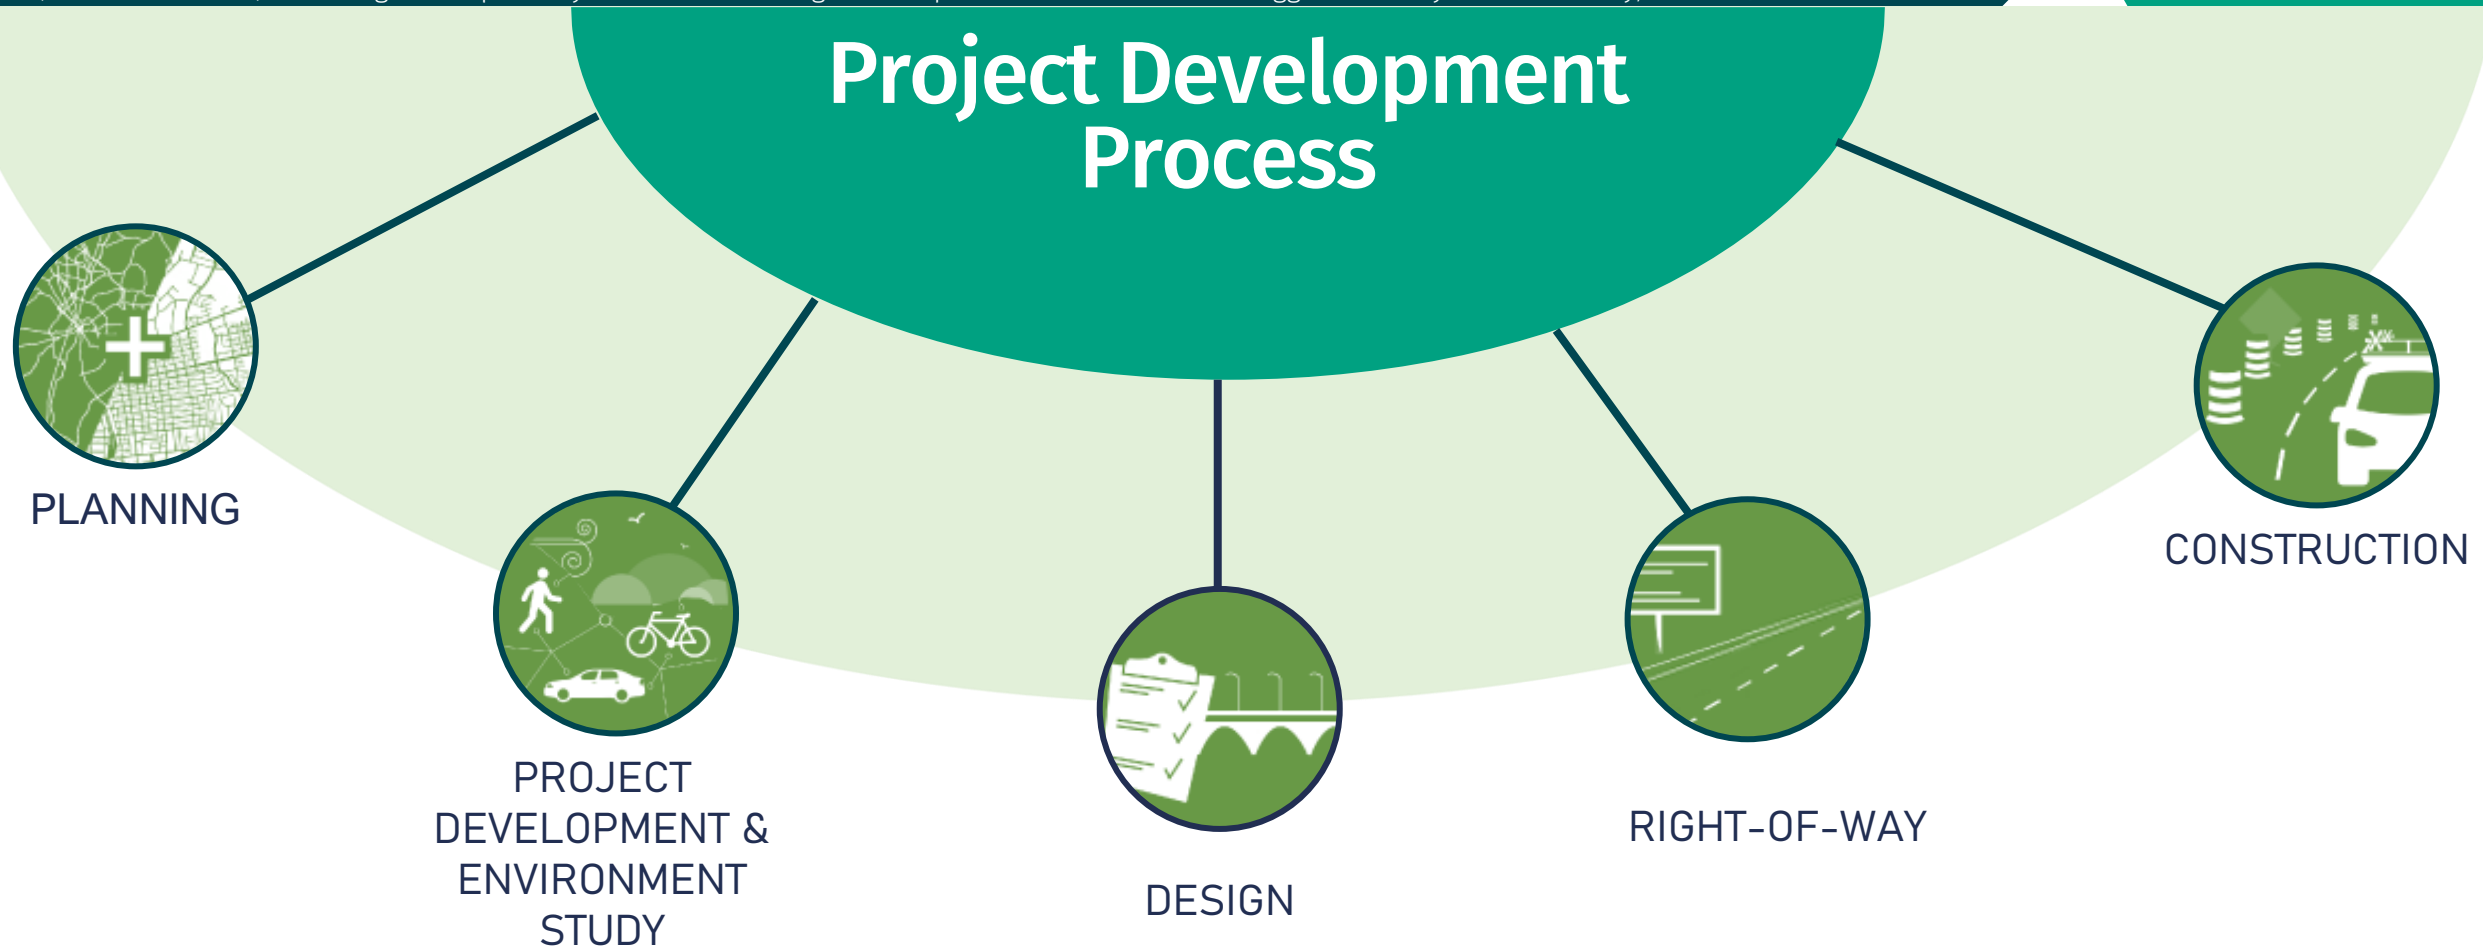 Project Development
Process
PLANNING
PROJECT
DEVELOPMENT &
ENVIRONMENT
STUDY
DESIGN
RIGHT-OF-WAY
CONSTRUCTION